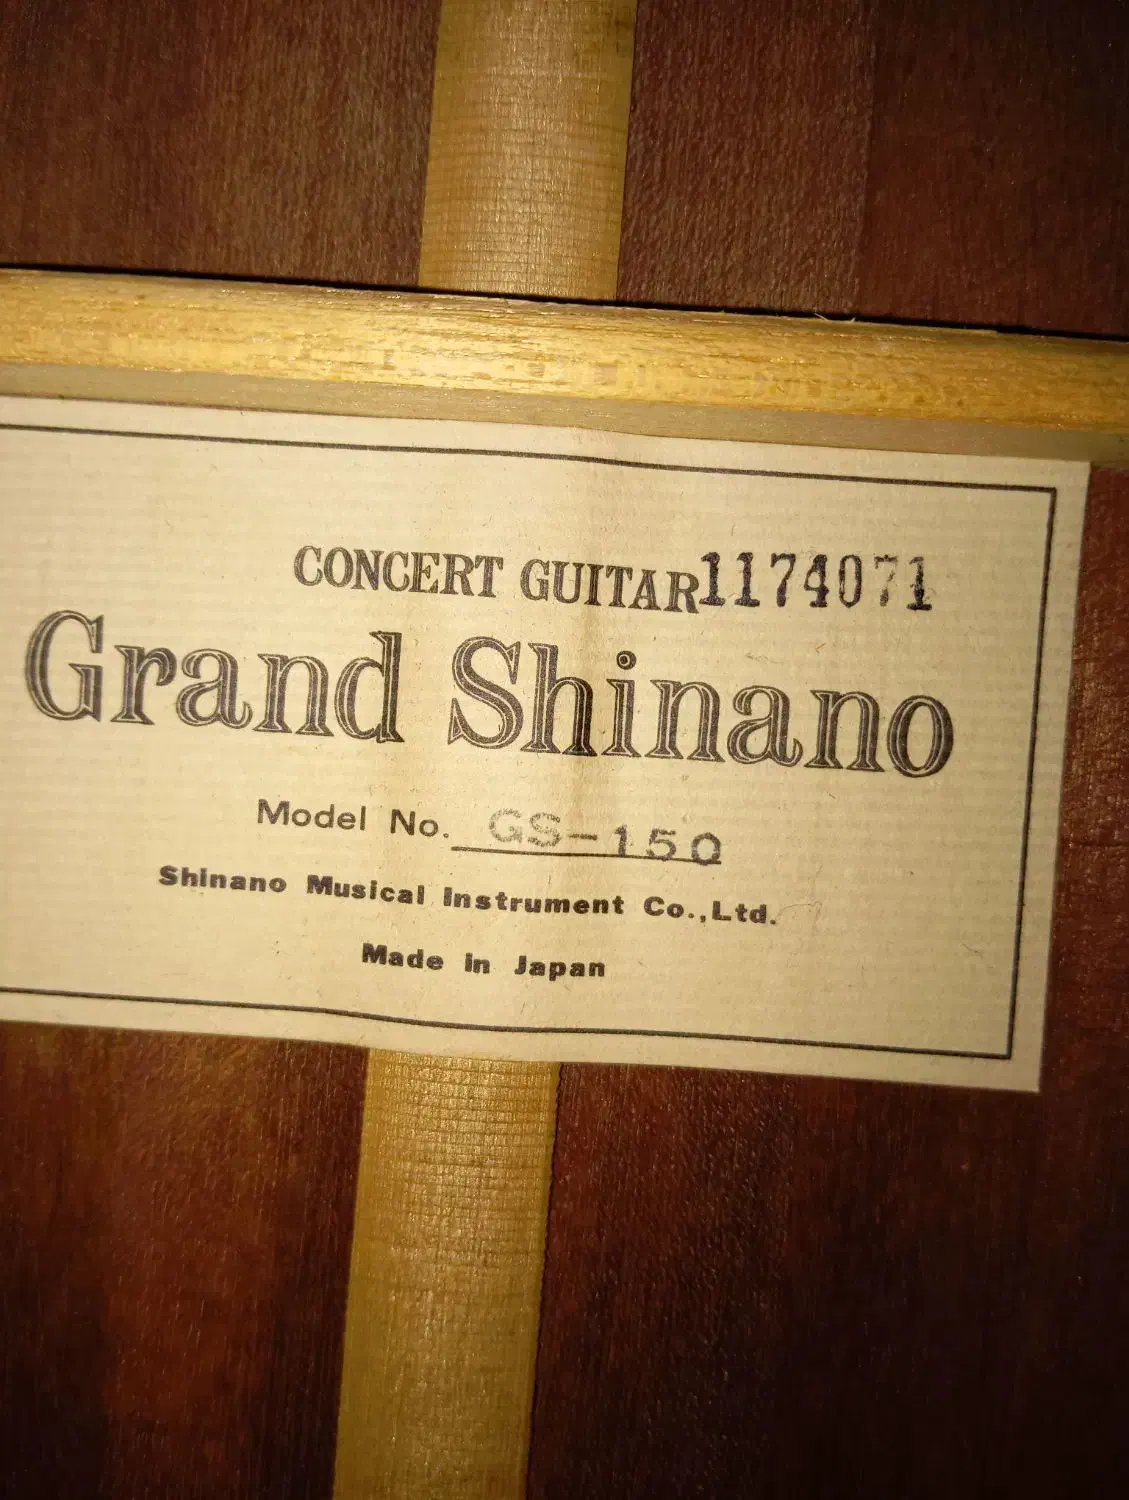 CONCERT GUITAR 1174071
Grand Shinano
Model No. GS-150
Shinano Musical Instrument Co.,Ltd.
Made in Japan